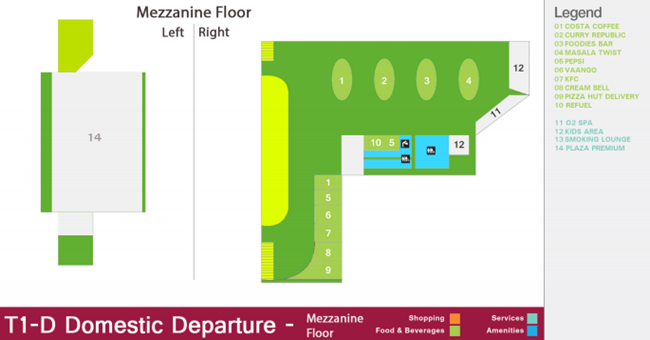 Mezzanine Floor
Left Right
14
1 2 3 4
12
11
10 5
12
1
5
6
7
8
9
Legend
01 COSTA COFFEE
02 CURRY REPUBLIC
03 FOODIES BAR
04 MASALA TWIST
05 PEPSI
06 VAANGO
07 KFC
08 CREAM BELL
09 PIZZA HUT DELIVERY
10 REFUEL
11 O2 SPA
12 KIDS AREA
13 SMOKING LOUNGE
14 PLAZA PREMIUM
T1-D Domestic Departure -
Mezzanine
Floor
Shopping
Food & Beverages
Services
Amenities